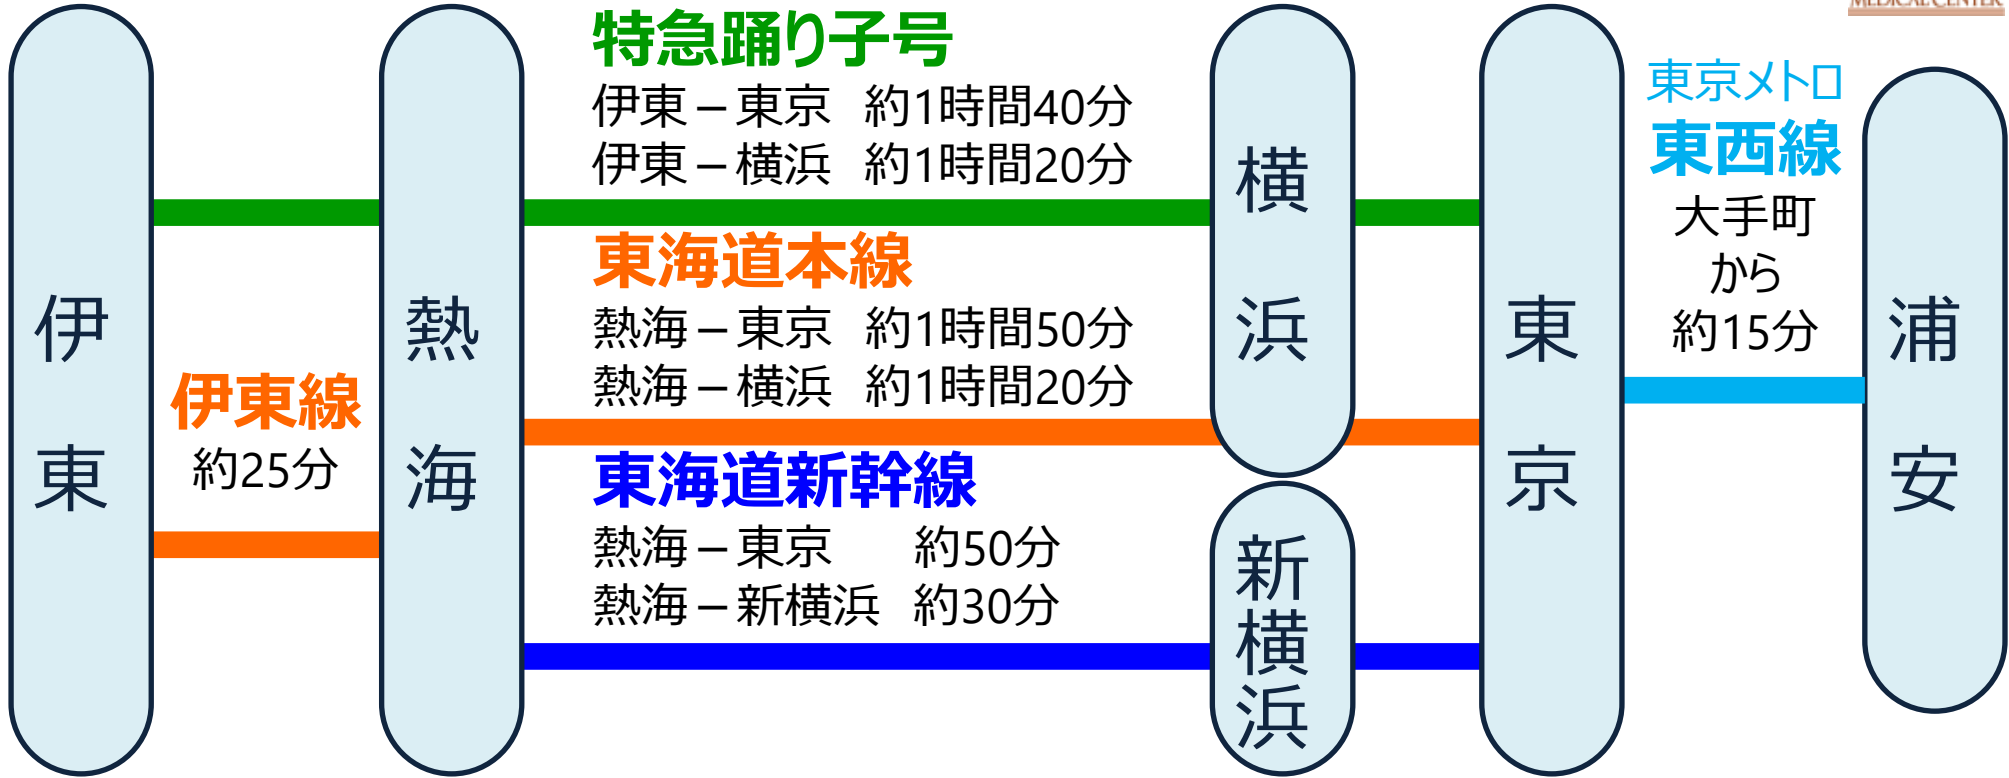 MEDICAL CENTER
特急踊り子号
伊東－東京 約1時間40分
伊東－横浜 約1時間20分
東海道本線
熱海－東京 約1時間50分
熱海－横浜 約1時間20分
東海道新幹線
熱海－東京 約50分
熱海－新横浜 約30分
伊東
伊東線
約25分
熱海
横浜
新横浜
東京
東京メトロ
東西線
大手町
から
約15分
浦安